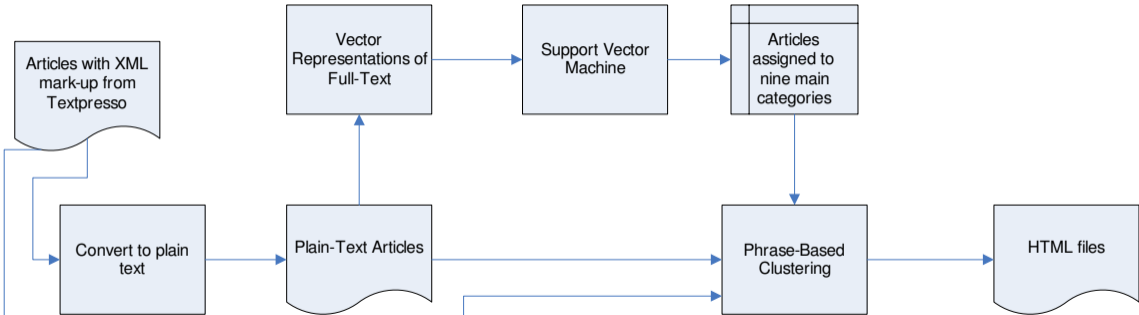 Articles with XML
mark-up from
Textpresso
Vector
Representations of
Full-Text
Support Vector
Machine
Articles
assigned to
nine main
categories
Convert to plain
text
Plain-Text Articles
Phrase-Based
Clustering
HTML files